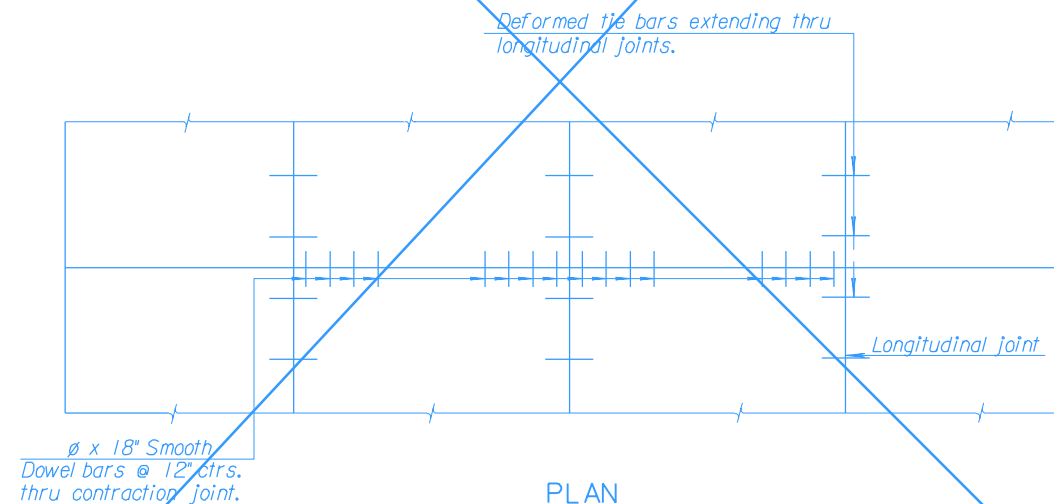 Deformed tie bars extending thru
longitudinal joints.
Longitudinal joint
ø x 18" Smooth
Dowel bars @ 12" ctrs.
thru contraction joint.
PLAN